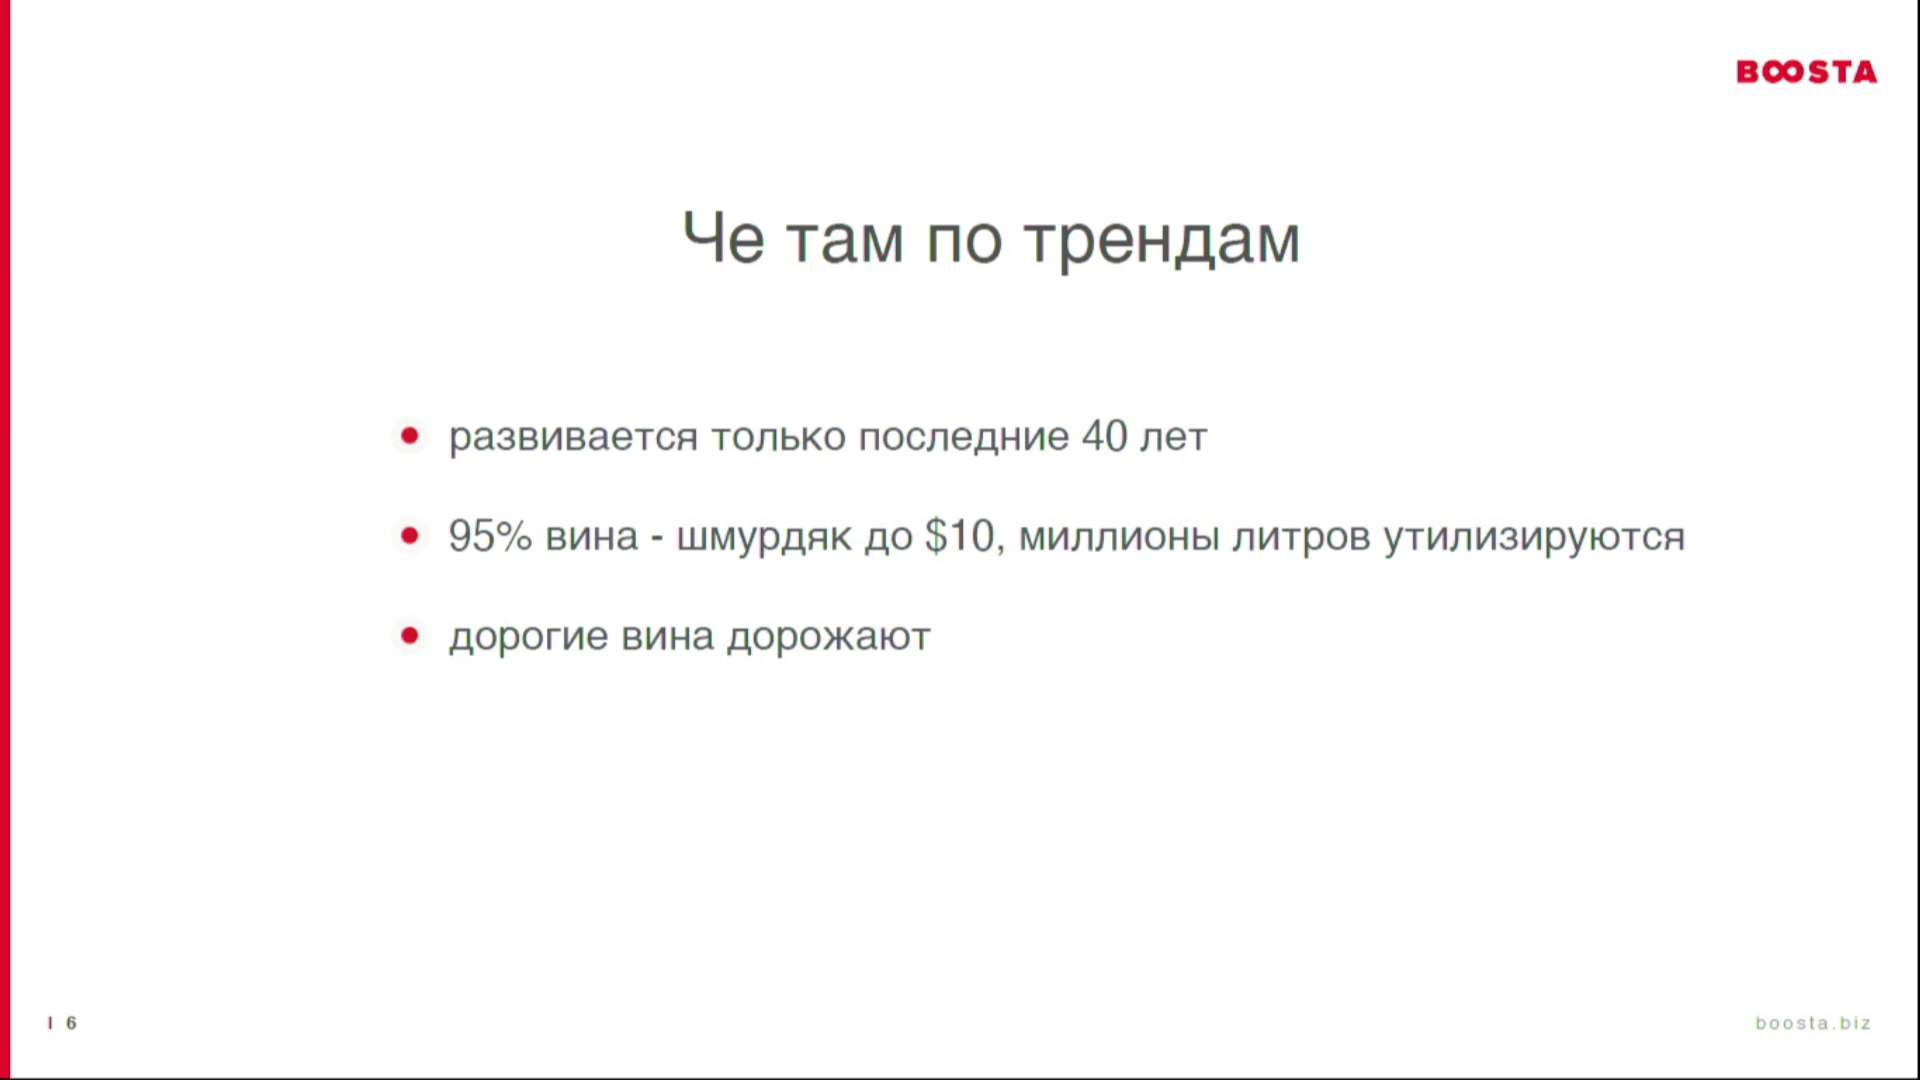 BOOSTA
Че там по трендам
развивается только последние 40 лет
95% вина - шмурдяк до $10, миллионы литров утилизируются
дорогие вина дорожают
6
boosta.biz